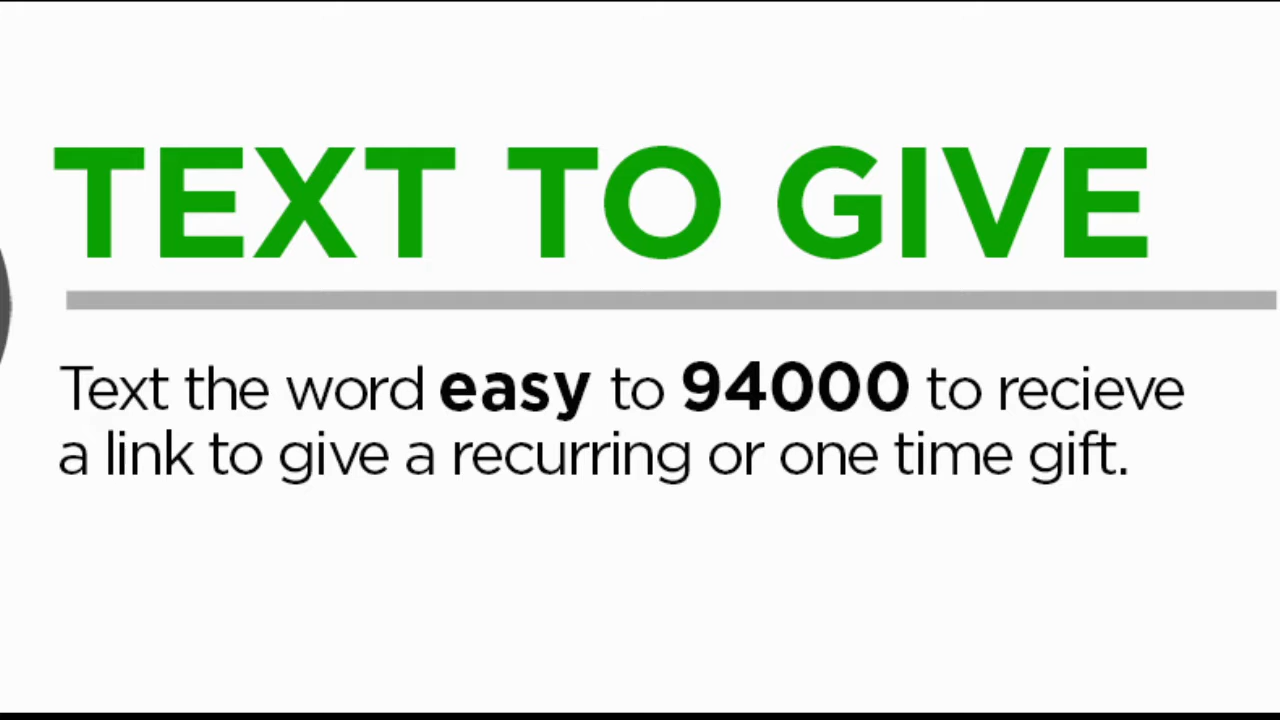 TEXT TO GIVE
Text the word easy to 94000 to recieve
a link to give a recurring or one time gift.